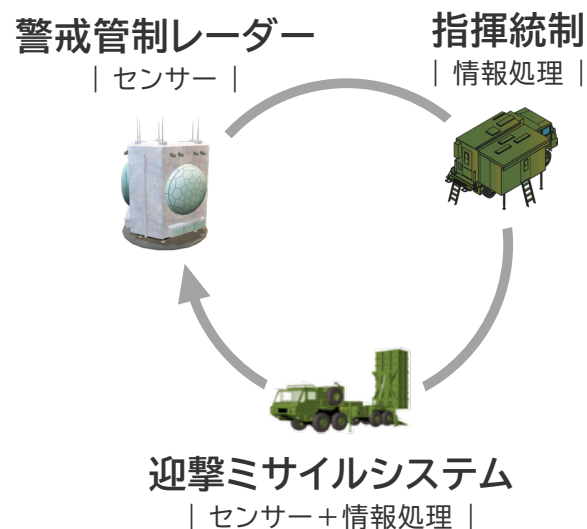 警戒管制レーダー
| センサー |
指揮統制
| 情報処理 |
迎撃ミサイルシステム
| センサー＋情報処理 |